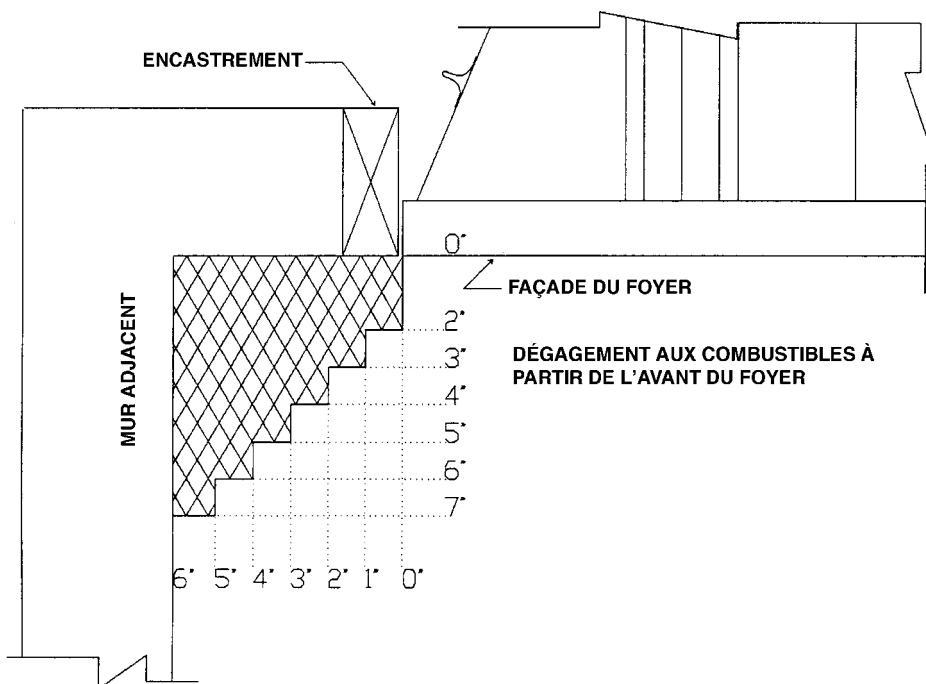 ENCASTREMENT
0"
FAÇADE DU FOYER
MUR ADJACENT
2"
3"
DÉGAGEMENT AUX COMBUSTIBLES À
PARTIR DE L'AVANT DU FOYER
4"
5"
6"
7"
6" 5" 4" 3" 2" 1" 0"